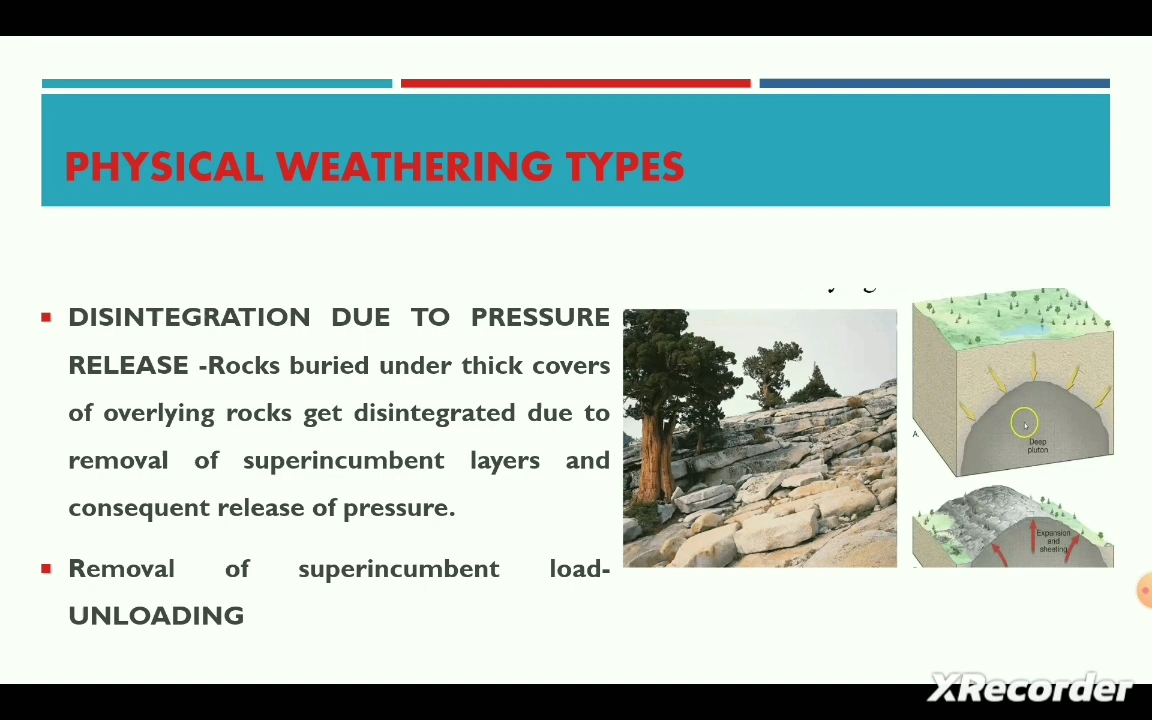 PHYSICAL WEATHERING TYPES
DISINTEGRATION DUE TO PRESSURE
RELEASE -Rocks buried under thick covers
of overlying rocks get disintegrated due to
removal of superincumbent layers and
consequent release of pressure.
Removal of superincumbent load-
UNLOADING
A.
Deep
pluton
Expansion
and
sheeting
XRecorder